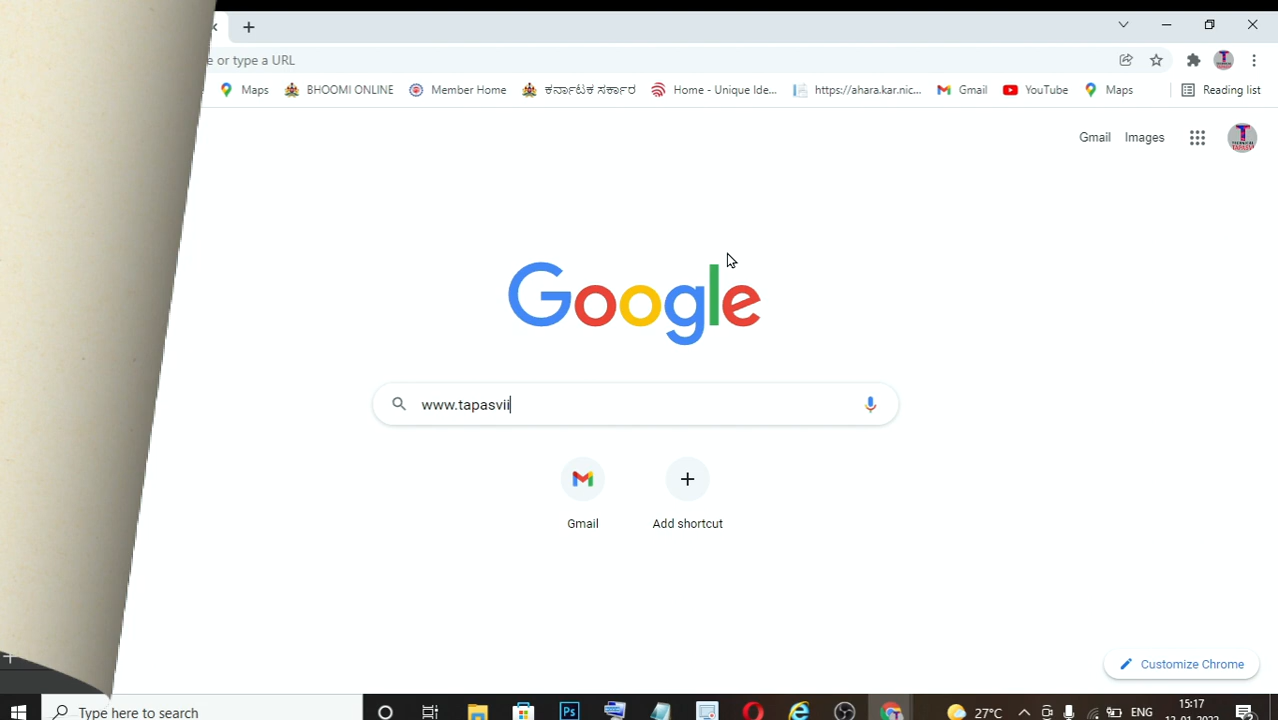 e or type a URL
Maps BHOOMI ONLINE Member Home ಕರ್ನಾಟಕ ಸರ್ಕಾರ Home - Unique Ide... https://ahara.kar.nic... Gmail YouTube Maps Reading list
Gmail Images
T
Google
www.tapasvii
Gmail Add shortcut
Customize Chrome
Type here to search Ps 27°C ENG 15:17